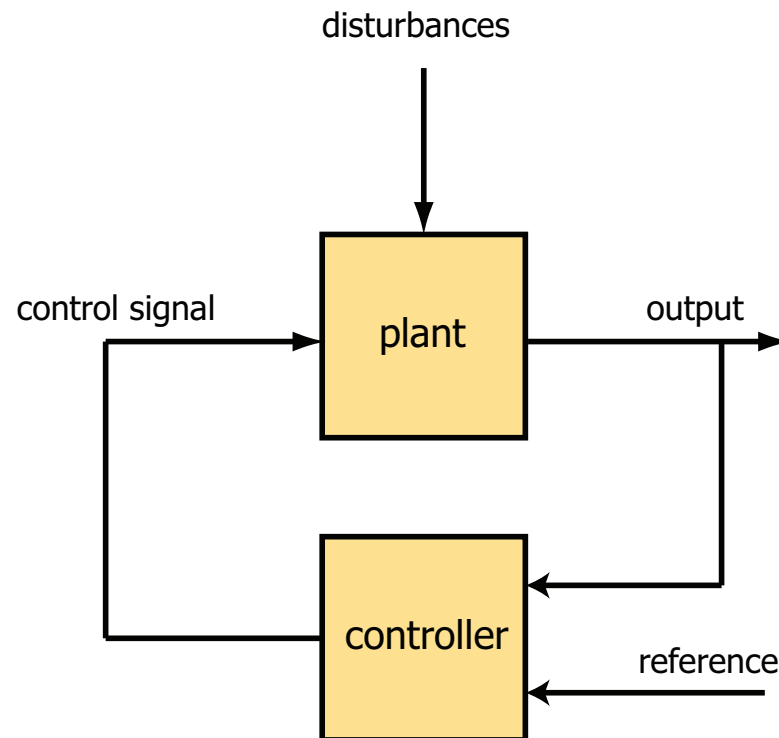 disturbances
control signal
plant
output
controller
reference